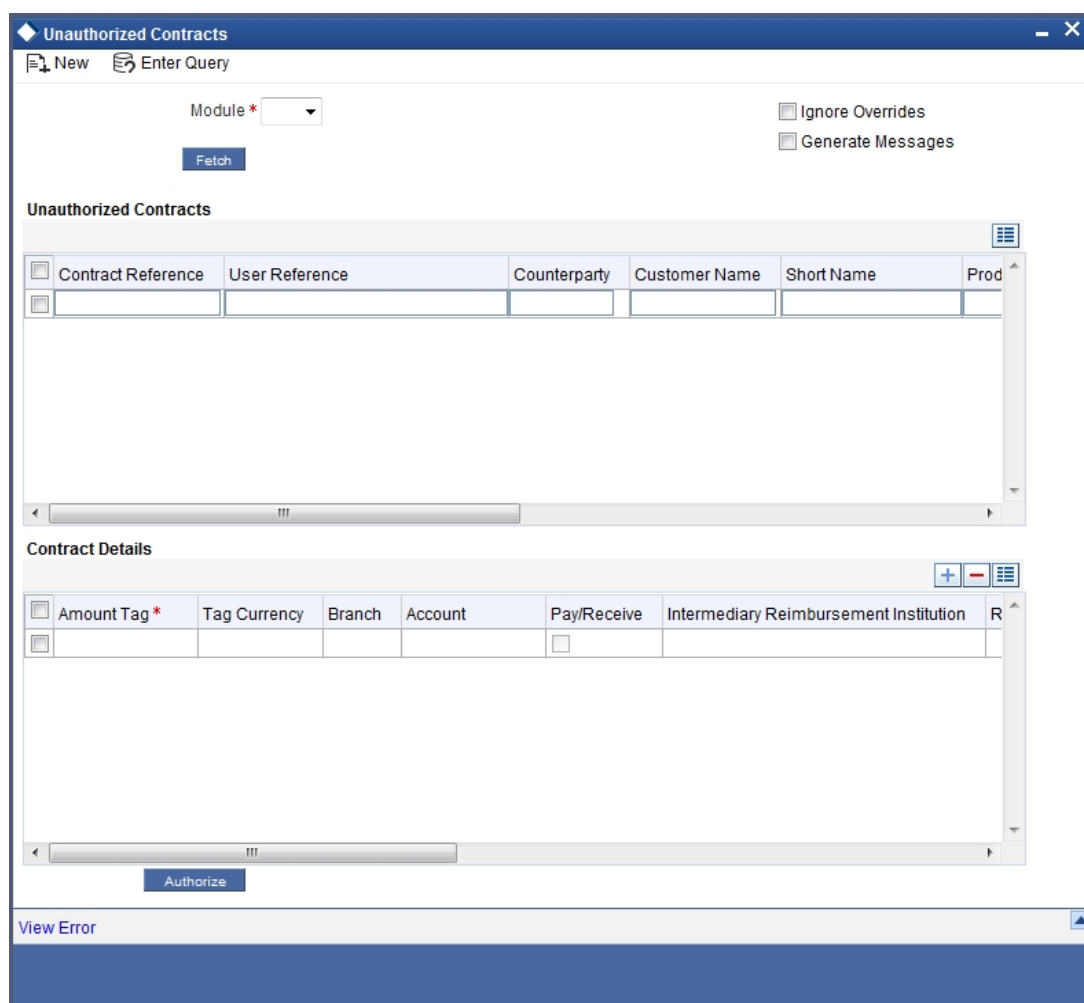 Unauthorized Contracts
New Enter Query
Module * Ignore Overrides
Generate Messages
Fetch
Unauthorized Contracts
Contract Reference User Reference Counterparty Customer Name Short Name Prod
Contract Details
Amount Tag * Tag Currency Branch Account Pay/Receive Intermediary Reimbursement Institution R
Authorize
View Error